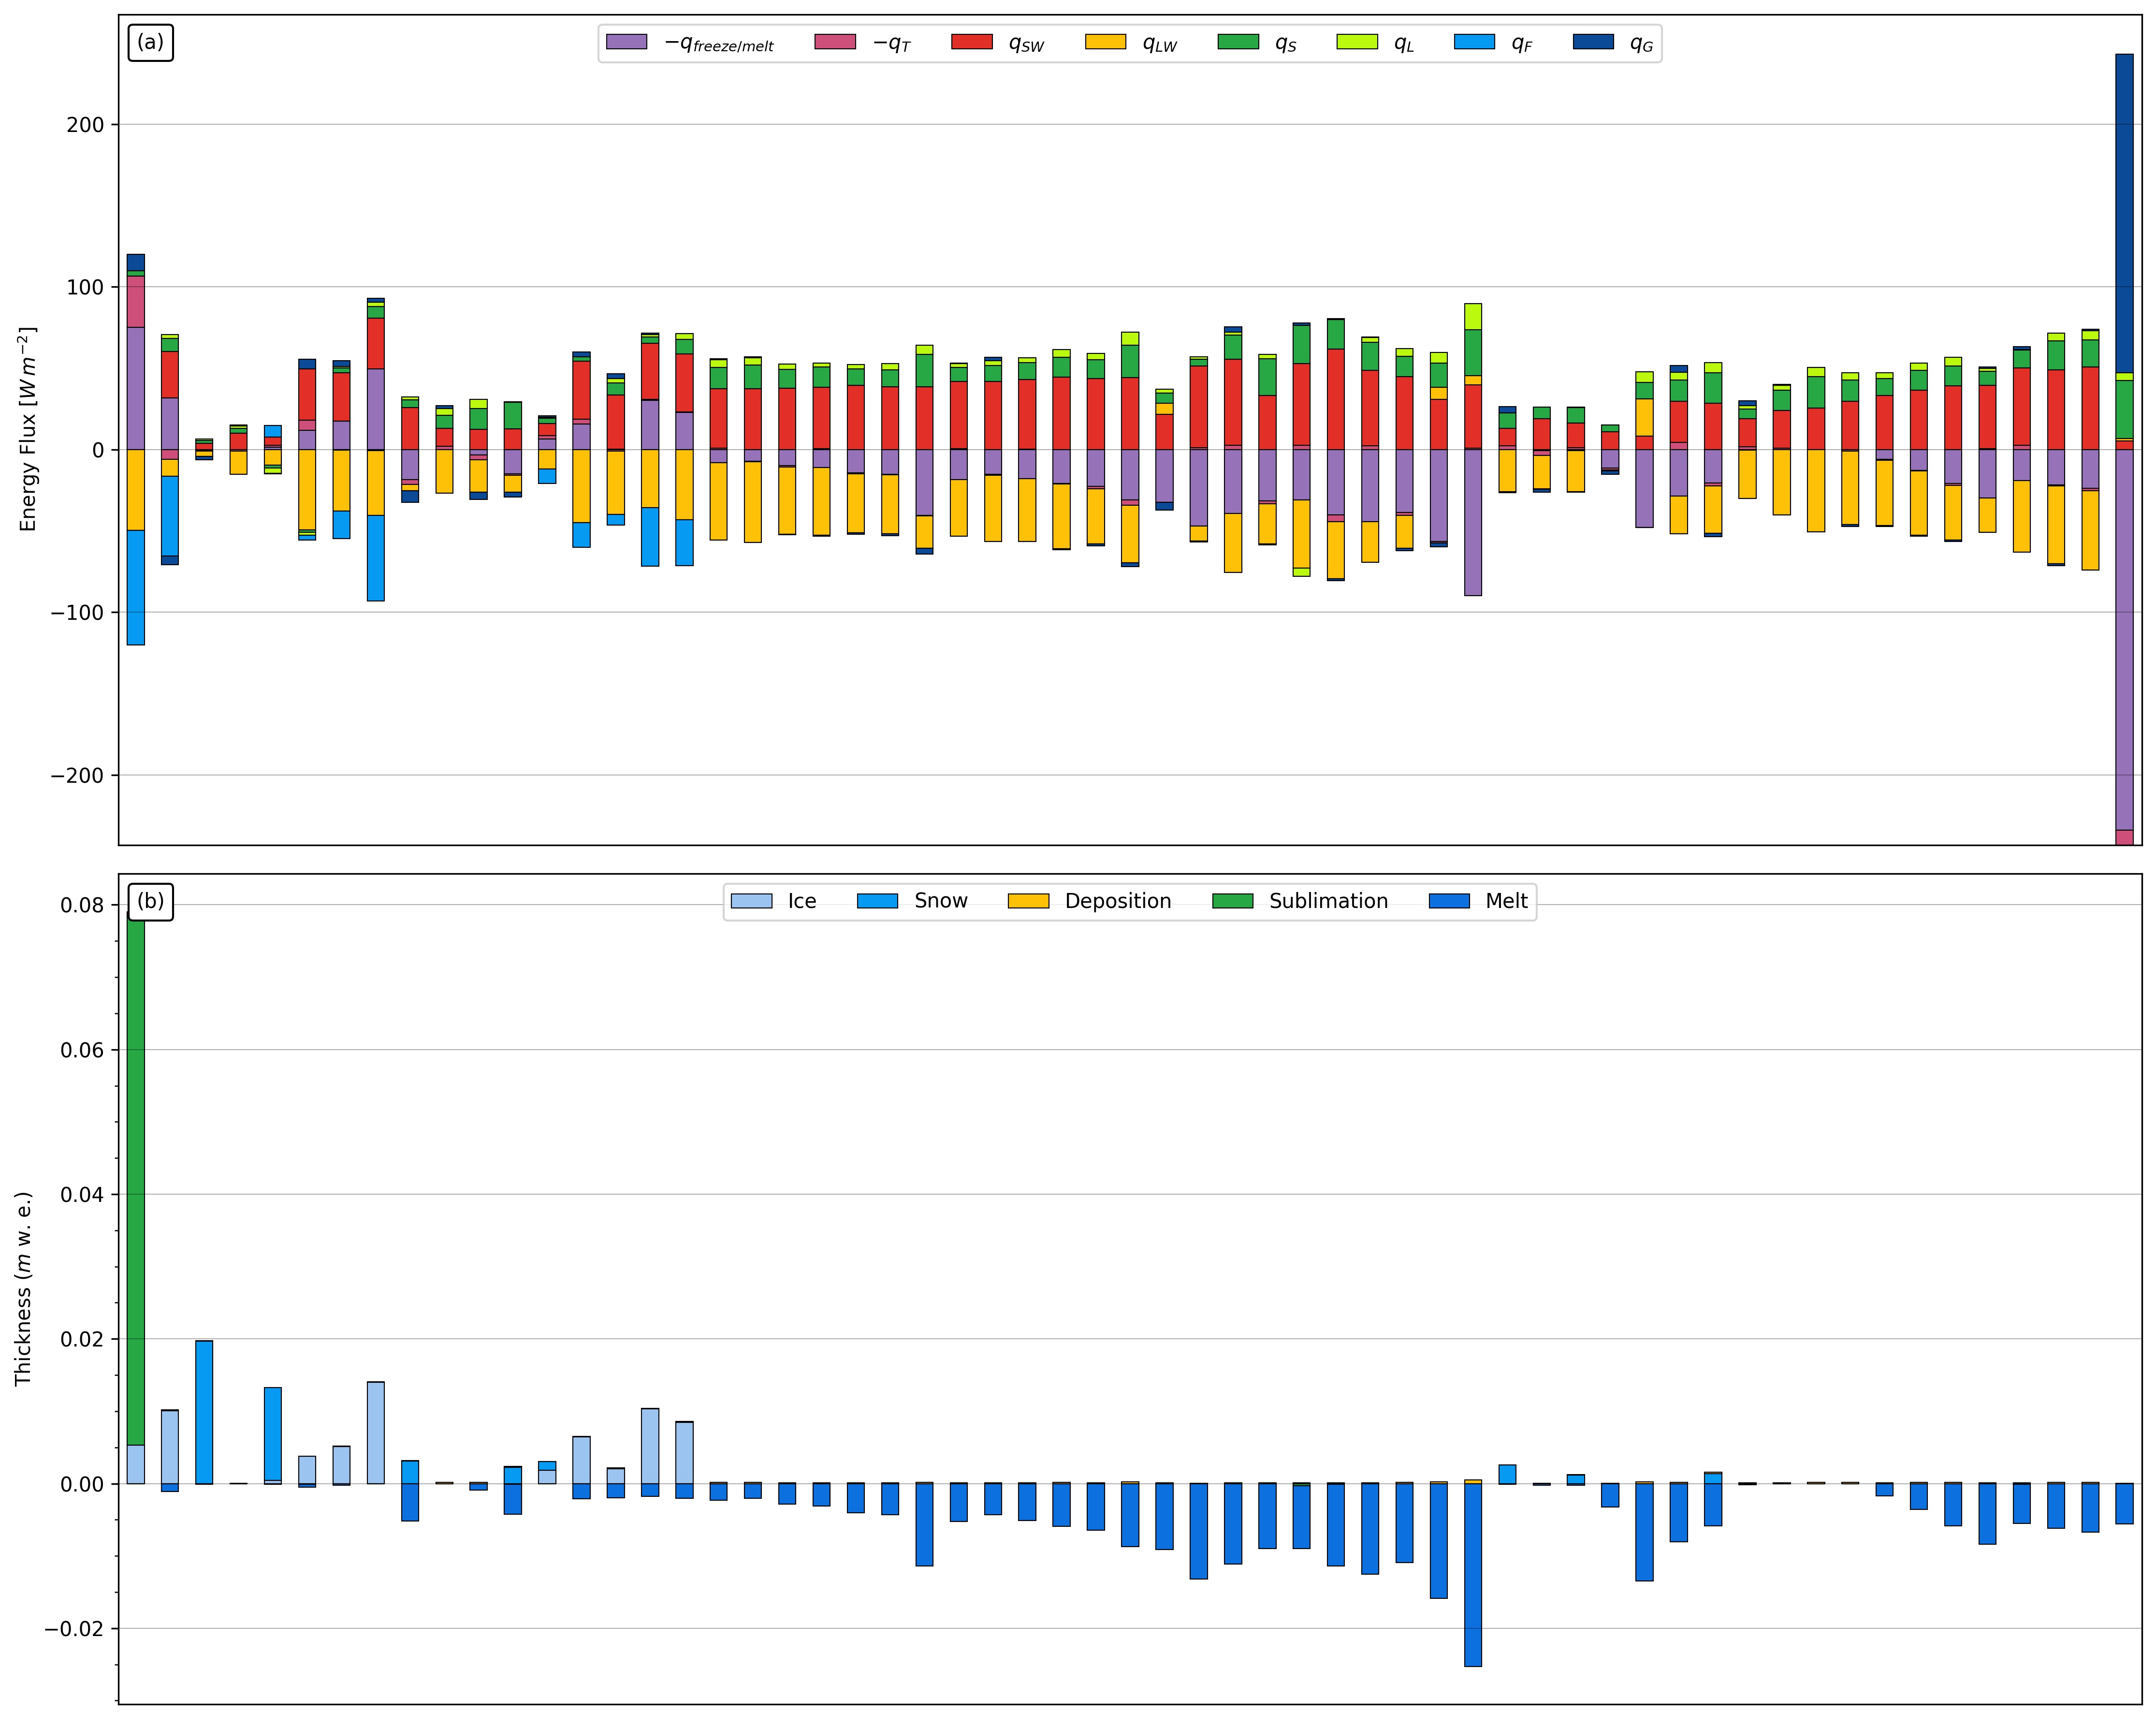 (a)
−q_freeze/melt −q_T q_SW q_LW q_S q_L q_F q_G
200
100
0
−100
−200
Energy Flux [W m⁻²]
(b)
Ice Snow Deposition Sublimation Melt
0.08
0.06
0.04
0.02
0.00
−0.02
Thickness (m w. e.)